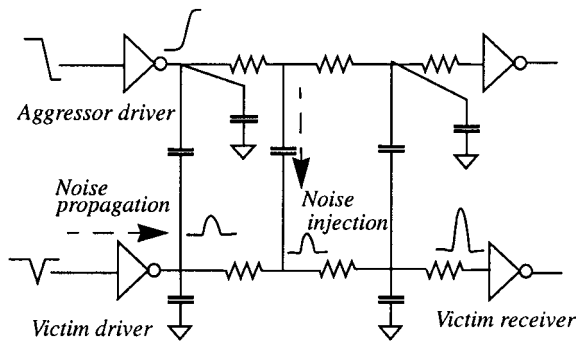 Aggressor driver
Noise
propagation
Noise
injection
Victim driver
Victim receiver